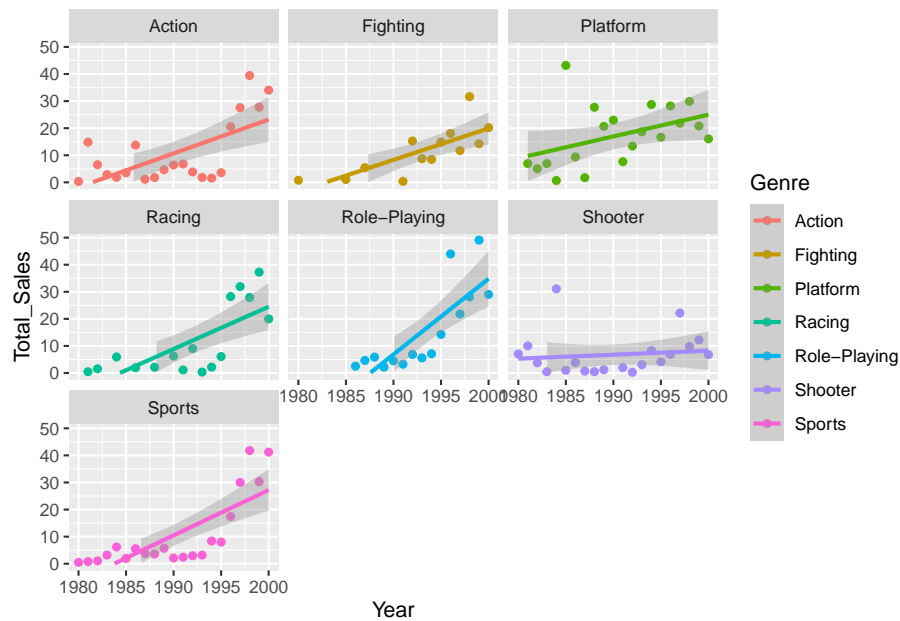 Action Fighting Platform
50
40
30
20
10
0
Racing Role−Playing Shooter
50
40
30
20
10
0
1980 1985 1990 1995 2000 1980 1985 1990 1995 2000
Sports
50
40
30
20
10
0
1980 1985 1990 1995 2000
Year
Total_Sales
Genre
Action
Fighting
Platform
Racing
Role−Playing
Shooter
Sports